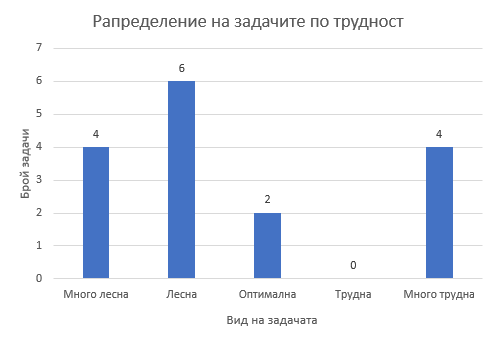 Рапределение на задачите по трудност
Брой задачи
7
6
5
4
3
2
1
0
4
6
2
0
4
Много лесна
Лесна
Оптимална
Трудна
Много трудна
Вид на задачата